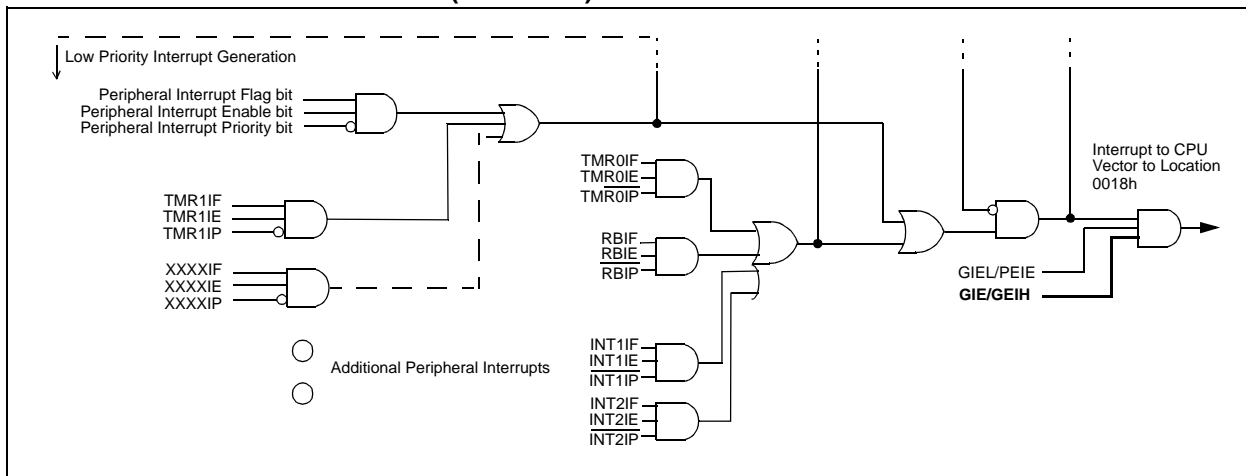 Low Priority Interrupt Generation
Peripheral Interrupt Flag bit
Peripheral Interrupt Enable bit
Peripheral Interrupt Priority bit
TMR1IF
TMR1IE
TMR1IP
XXXXIF
XXXXIE
XXXXIP
Additional Peripheral Interrupts
TMR0IF
TMR0IE
TMR0IP
RBIF
RBIE
RBIP
INT1IF
INT1IE
INT1IP
INT2IF
INT2IE
INT2IP
Interrupt to CPU
Vector to Location
0018h
GIEL/PEIE
GIE/GEIH